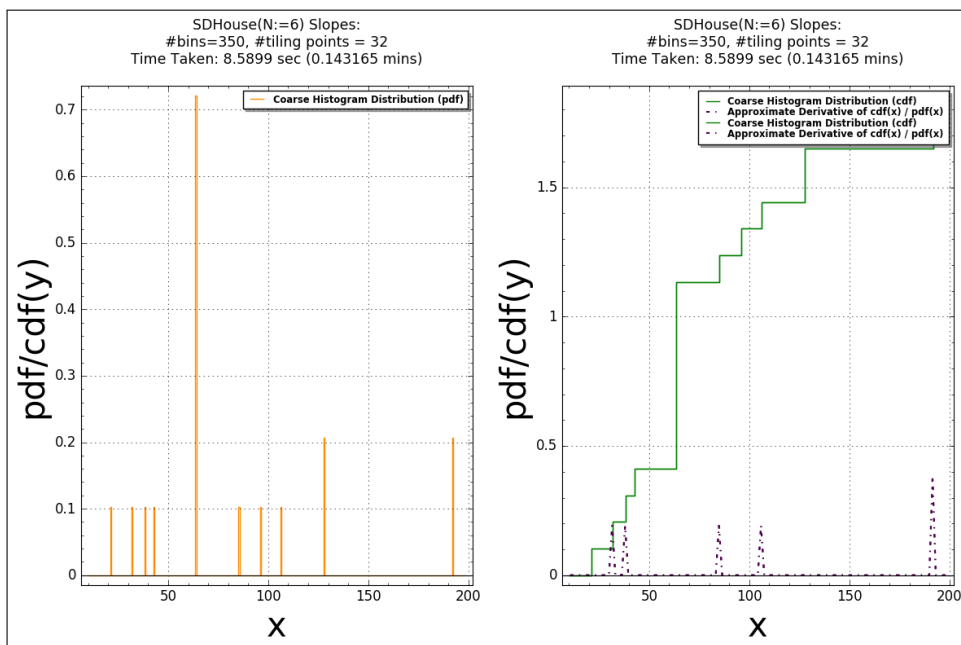 SDHouse(N:=6) Slopes:
#bins=350, #tiling points = 32
Time Taken: 8.5899 sec (0.143165 mins)
Coarse Histogram Distribution (pdf)
0.7
0.6
0.5
0.4
0.3
0.2
0.1
0
pdf/cdf(y)
50
100
150
200
x
SDHouse(N:=6) Slopes:
#bins=350, #tiling points = 32
Time Taken: 8.5899 sec (0.143165 mins)
Coarse Histogram Distribution (cdf)
Approximate Derivative of cdf(x) / pdf(x)
Coarse Histogram Distribution (cdf)
Approximate Derivative of cdf(x) / pdf(x)
1.5
1
0.5
0
pdf/cdf(y)
50
100
150
200
x